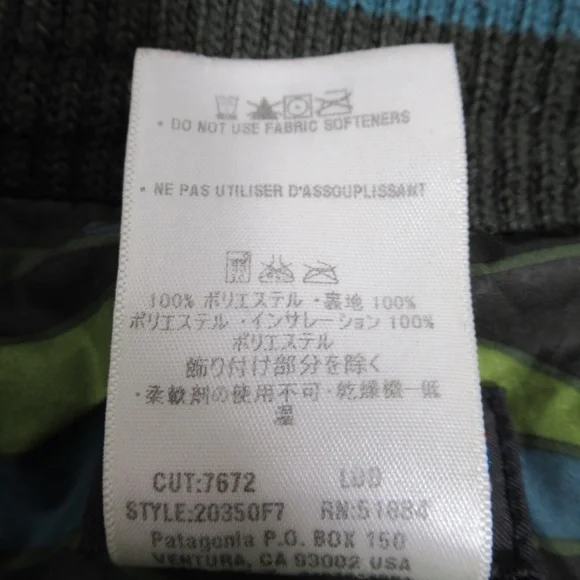 • DO NOT USE FABRIC SOFTENERS
• NE PAS UTILISER D'ASSOUPLISSANT
100% ポリエステル・裏地 100%
ポリエステル・インサレーション 100%
ポリエステル
飾り付け部分を除く
・柔軟剤の使用不可・乾燥機ー低
温
CUT:7672 LDD
STYLE:20350F7 RN:51884
Patagonia P.O. BOX 150
VENTURA, CA 93002 USA